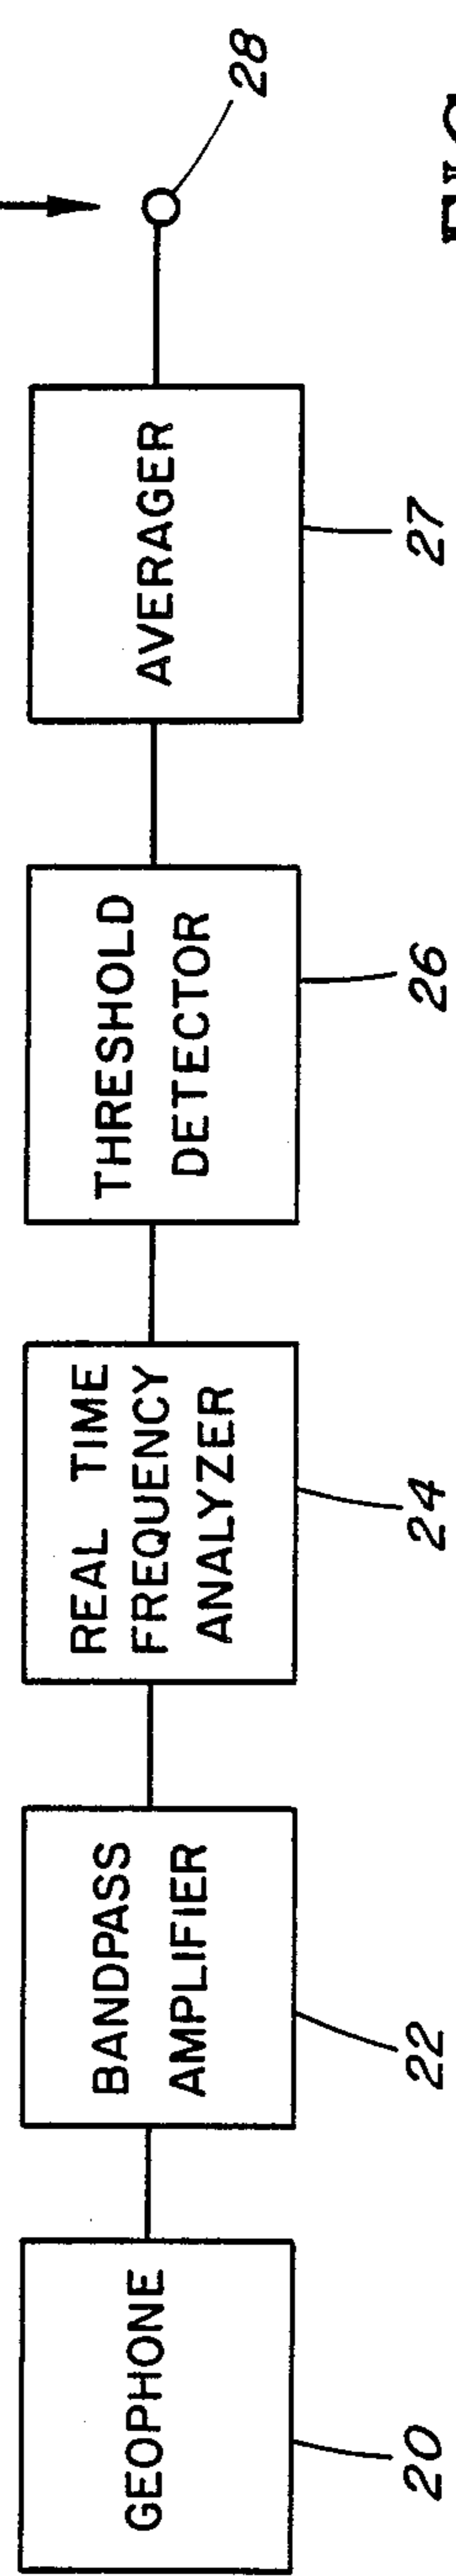 GEOPHONE
20
BANDPASS
AMPLIFIER
22
REAL TIME
FREQUENCY
ANALYZER
24
THRESHOLD
DETECTOR
26
AVERAGER
27
28